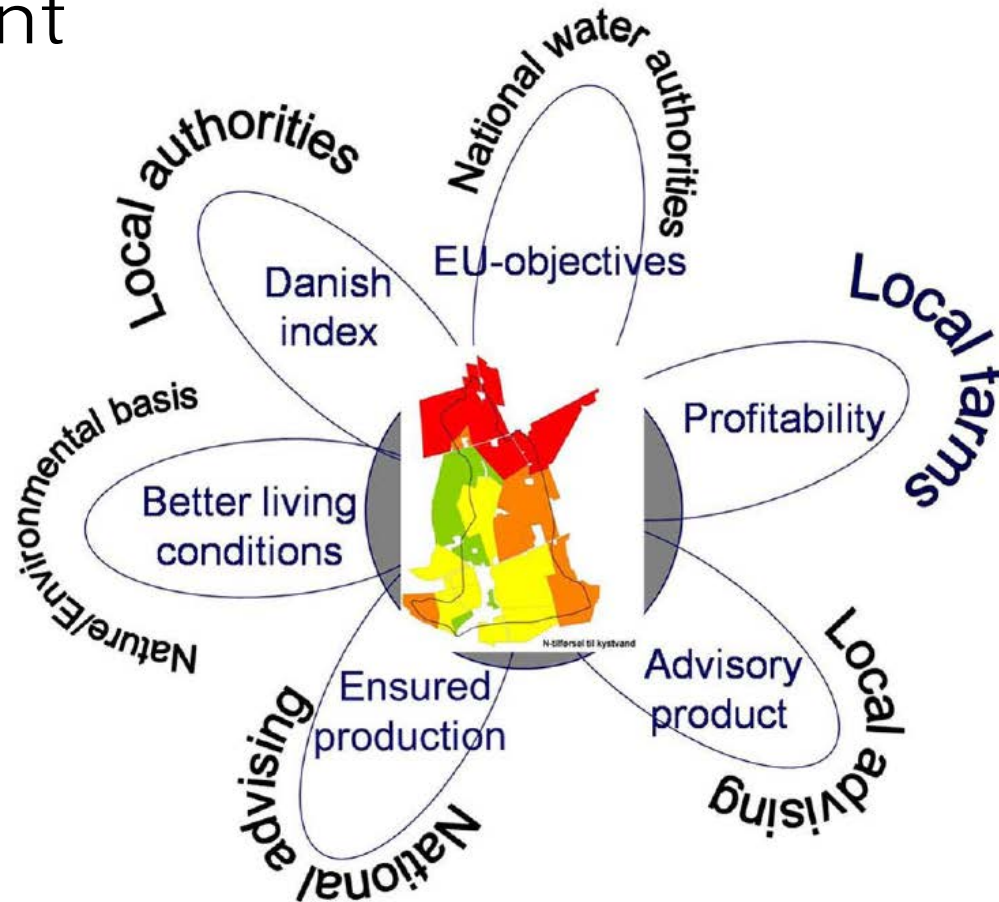 nt
National water authorities
EU-objectives
Local authorities
Danish
index
Local farms
Profitability
Nature/Environmental basis
Better living
conditions
N-tilførsel til kystvand
Local advising
Advisory
product
National advising
Ensured
production